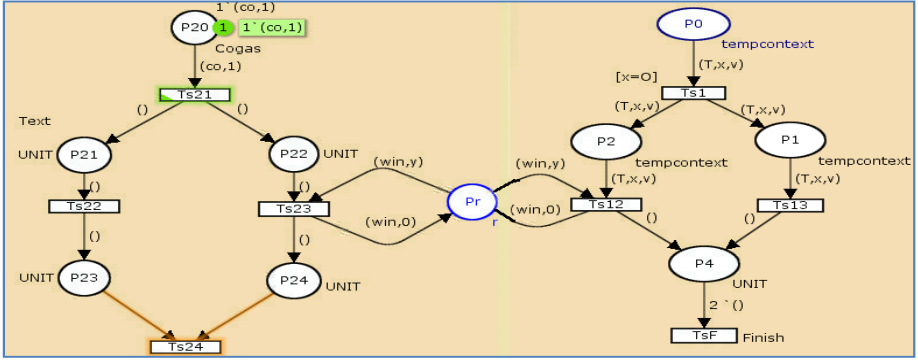 1`(co,1)
P20
1
1`(co,1)
Cogas
(co,1)
Ts21
()
()
Text
UNIT
P21
P22
UNIT
()
()
Ts22
Ts23
()
()
UNIT
P23
P24
UNIT
Ts24
(win,y)
(win,0)
Pr
r
(win,y)
(win,0)
P0
tempcontext
(T,x,v)
[x=O]
Ts1
(T,x,v)
(T,x,v)
P2
P1
tempcontext
tempcontext
(T,x,v)
(T,x,v)
Ts12
Ts13
()
()
P4
UNIT
2 `()
TsF
Finish